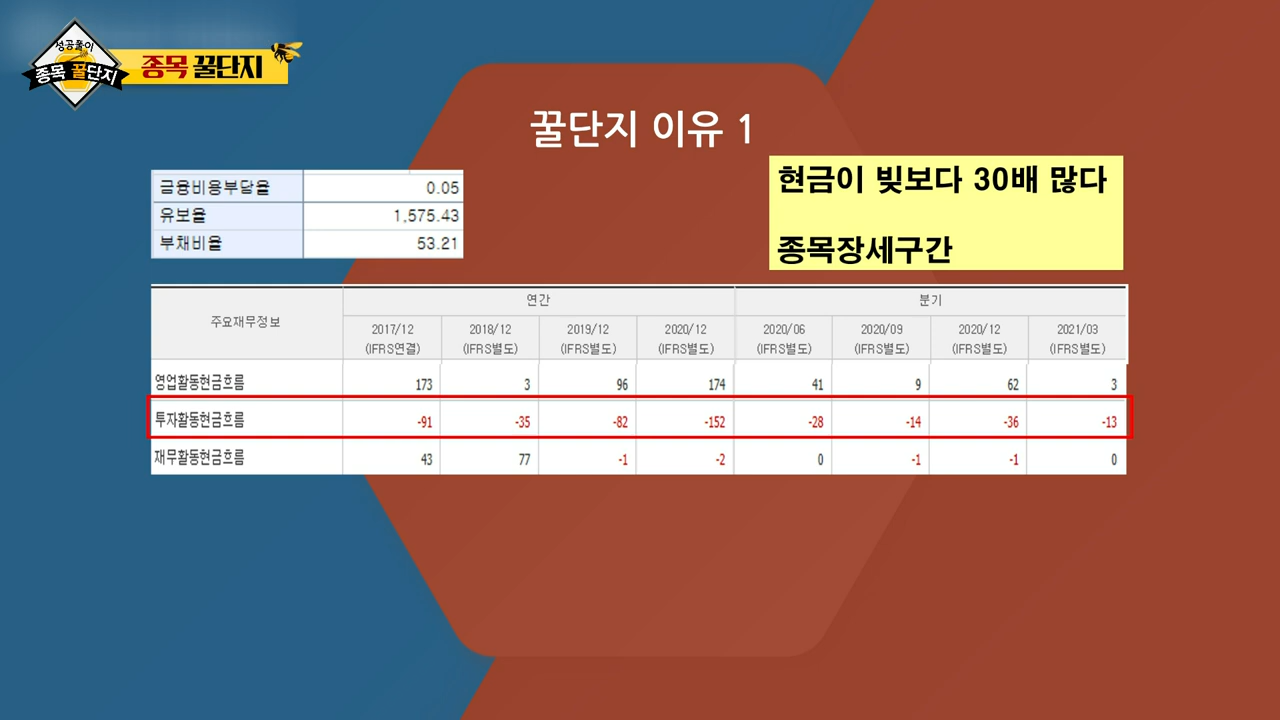 성공풀이
종목 꿀단지
종목 꿀단지
꿀단지 이유 1
현금이 빚보다 30배 많다
종목장세구간
금융비용부담율 0.05
유보율 1,575.43
부채비율 53.21
주요재무정보 연간 분기
2017/12 2018/12 2019/12 2020/12 2020/06 2020/09 2020/12 2021/03
(IFRS연결) (IFRS별도) (IFRS별도) (IFRS별도) (IFRS별도) (IFRS별도) (IFRS별도) (IFRS별도)
영업활동현금흐름 173 3 96 174 41 9 62 3
투자활동현금흐름 -91 -35 -82 -152 -28 -14 -36 -13
재무활동현금흐름 43 77 -1 -2 0 -1 -1 0